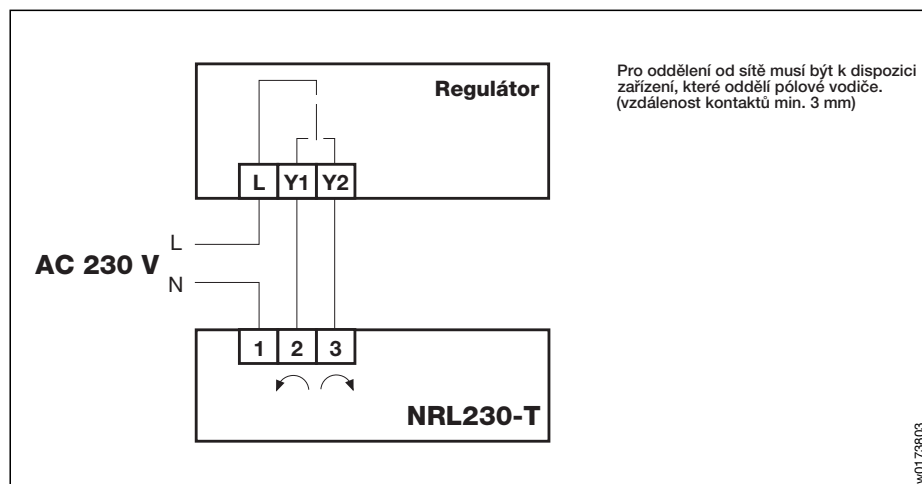 Regulátor
Pro oddělení od sítě musí být k dispozici
zařízení, které oddělí pólové vodiče.
(vzdálenost kontaktů min. 3 mm)
L Y1 Y2
L
AC 230 V
N
1 2 3
NRL230-T
w0173803